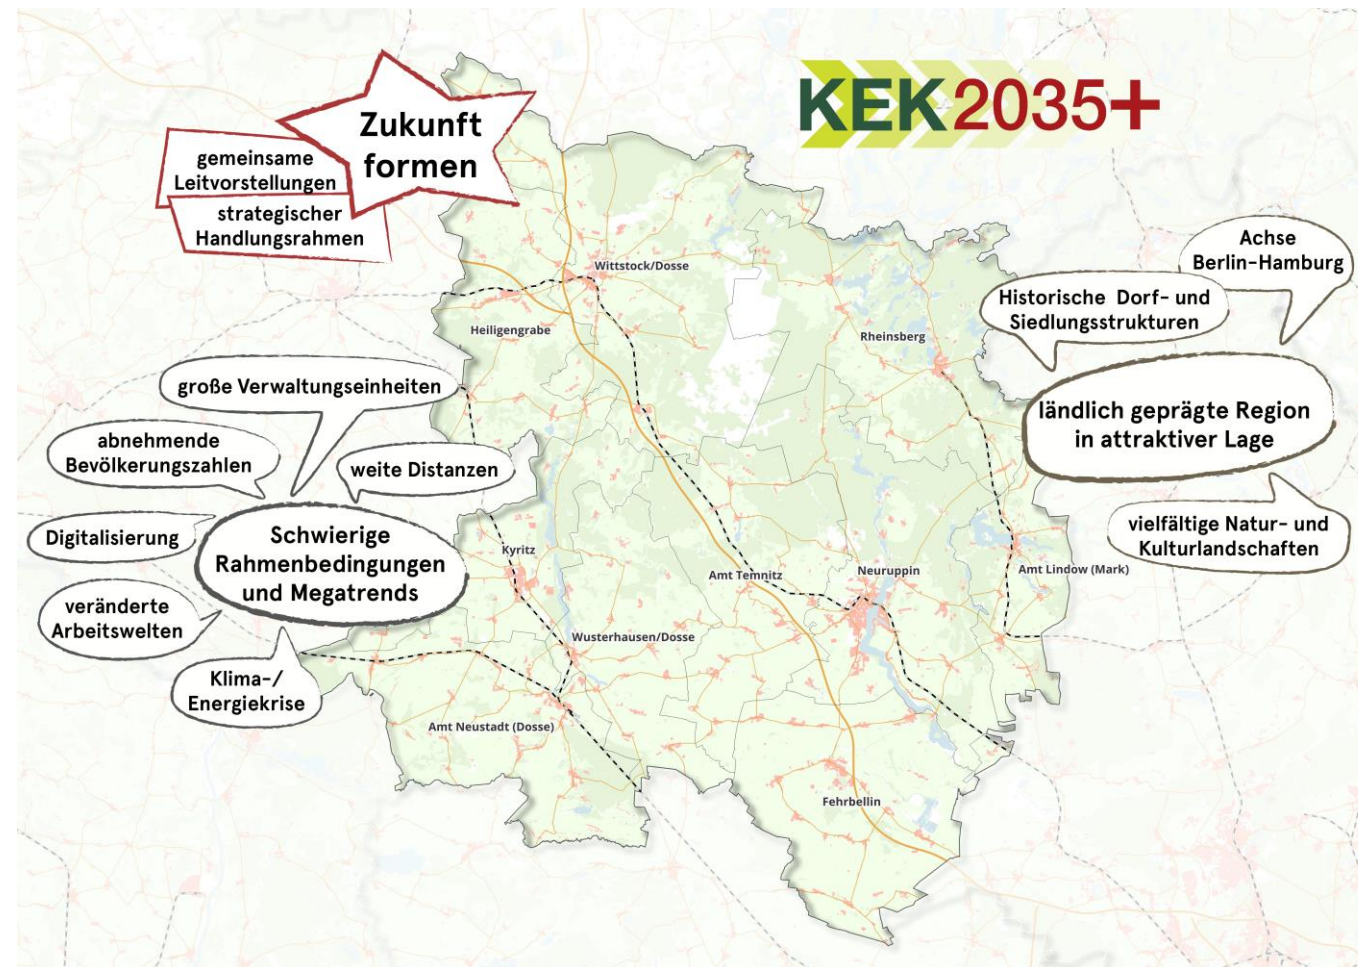 KEK2035+
Zukunft
formen
gemeinsame
Leitvorstellungen
strategischer
Handlungsrahmen
Achse
Berlin-Hamburg
Historische Dorf- und
Siedlungsstrukturen
ländlich geprägte Region
in attraktiver Lage
vielfältige Natur- und
Kulturlandschaften
große Verwaltungseinheiten
abnehmende
Bevölkerungszahlen
weite Distanzen
Digitalisierung
Schwierige
Rahmenbedingungen
und Megatrends
veränderte
Arbeitswelten
Klima-/
Energiekrise
Wittstock/Dosse
Heiligengrabe
Rheinsberg
Kyritz
Amt Temnitz
Neuruppin
Amt Lindow (Mark)
Wusterhausen/Dosse
Amt Neustadt (Dosse)
Fehrbellin